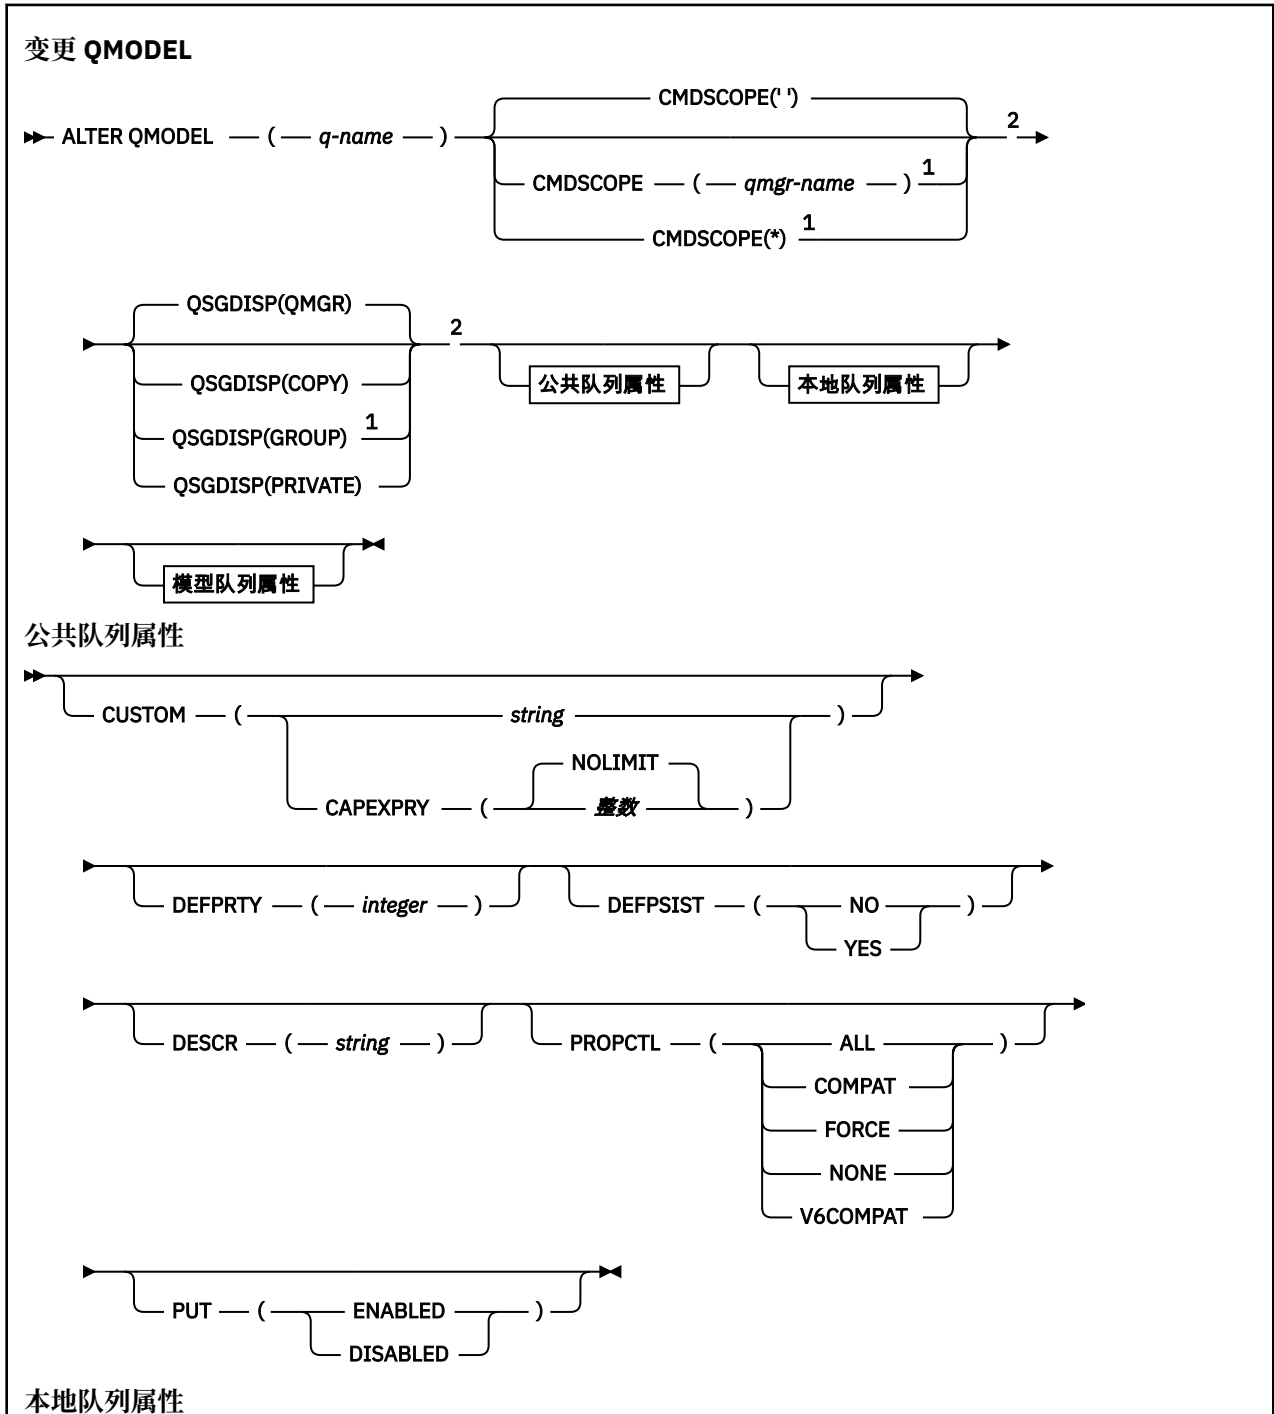 变更 QMODEL
CMDSCOPE(' ')
ALTER QMODEL ( q-name ) 2
CMDSCOPE ( qmgr-name ) 1
CMDSCOPE(*) 1
QSGDISP(QMGR)
2
QSGDISP(COPY) 公共队列属性 本地队列属性
QSGDISP(GROUP) 1
QSGDISP(PRIVATE)
模型队列属性
公共队列属性
CUSTOM ( string )
NOLIMIT
CAPEXPRY ( 整数 )
DEFPRTY ( integer ) DEFPSIST ( NO )
YES
DESCR ( string ) PROPCTL ( ALL )
COMPAT
FORCE
NONE
V6COMPAT
PUT ( ENABLED )
DISABLED
本地队列属性